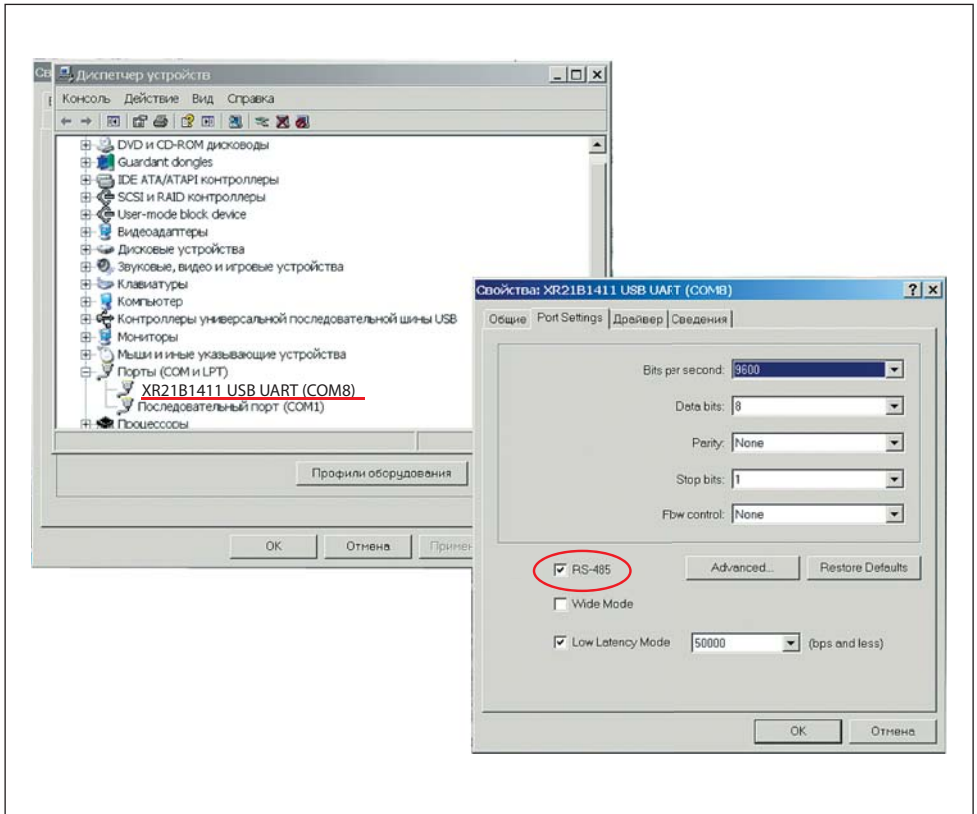 Св
Диспетчер устройств
Консоль Действие Вид Справка
DVD и CD-ROM дисководы
Guardant dongles
IDE ATA/ATAPI контроллеры
SCSI и RAID контроллеры
User-mode block device
Видеоадаптеры
Дисковые устройства
Звуковые, видео и игровые устройства
Клавиатуры
Компьютер
Контроллеры универсальной последовательной шины USB
Мониторы
Мыши и иные указывающие устройства
Порты (COM и LPT)
XR21B1411 USB UART (COM8)
Последовательный порт (COM1)
Процессоры
Профили оборудования
OK Отмена Примен
Свойства: XR21B1411 USB UART (COM8)
Общие Port Settings Драйвер Сведения
Bits per second: 9600
Data bits: 8
Parity: None
Stop bits: 1
Flow control: None
RS-485 Advanced... Restore Defaults
Wide Mode
Low Latency Mode 50000 (bps and less)
OK Отмена